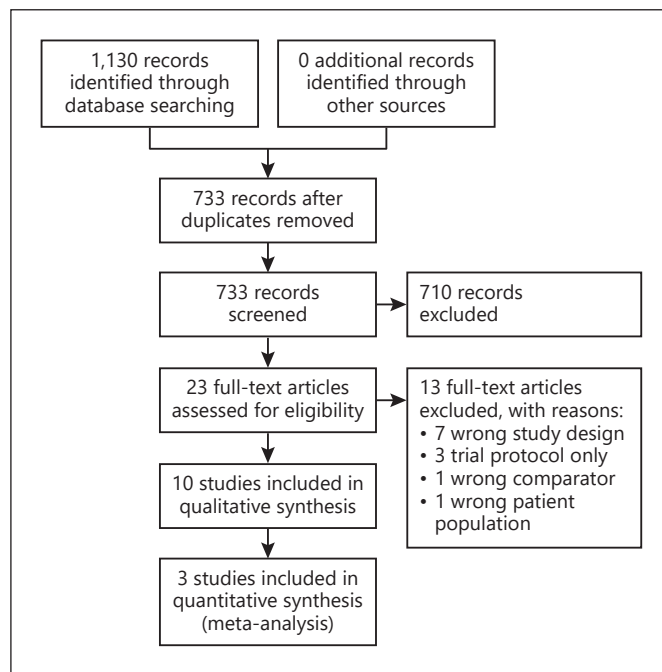 1,130 records
identified through
database searching
0 additional records
identified through
other sources
733 records after
duplicates removed
733 records
screened
710 records
excluded
23 full-text articles
assessed for eligibility
13 full-text articles
excluded, with reasons:
• 7 wrong study design
• 3 trial protocol only
• 1 wrong comparator
• 1 wrong patient
population
10 studies included in
qualitative synthesis
3 studies included in
quantitative synthesis
(meta-analysis)